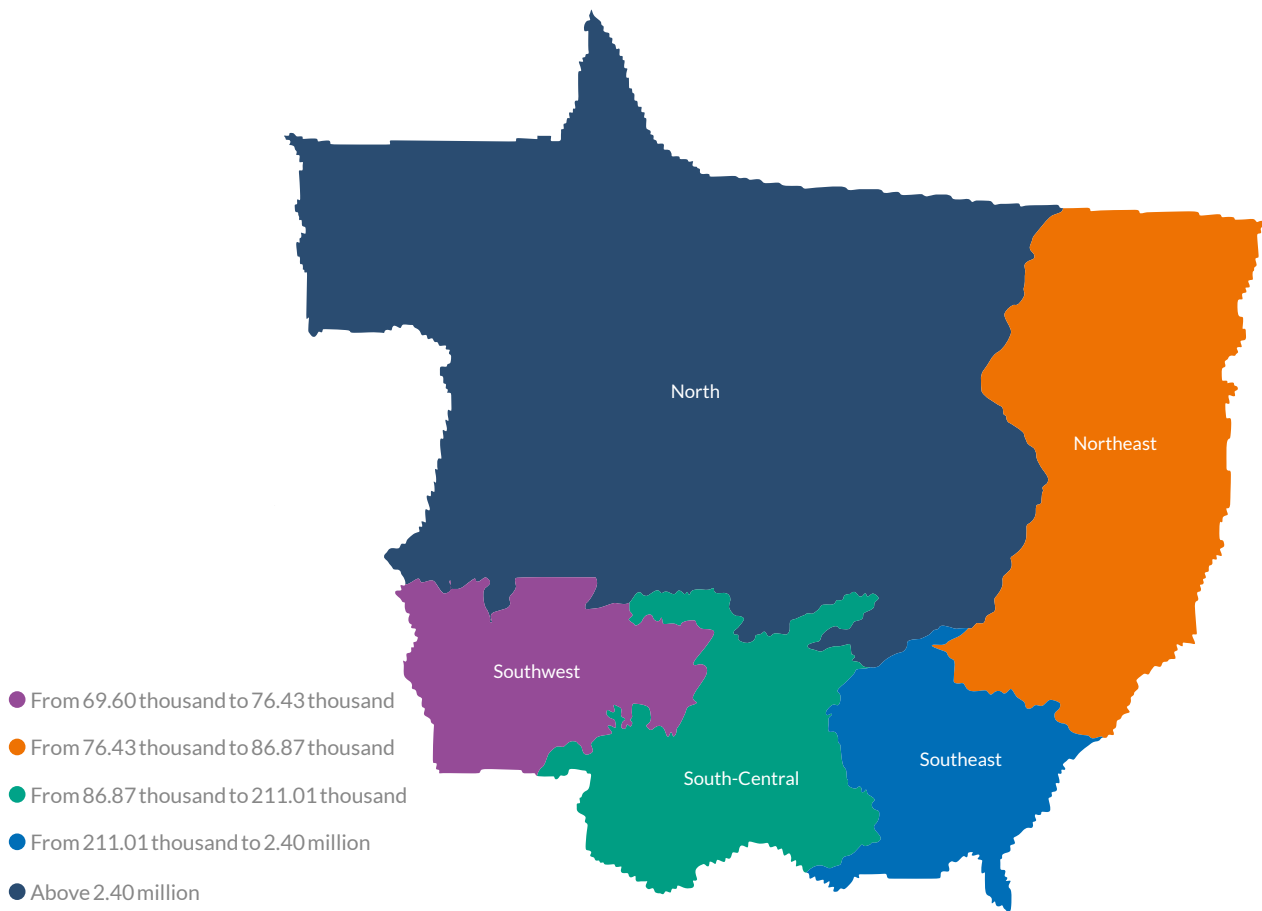 North
Northeast
Southwest
Southeast
South-Central
From 69.60 thousand to 76.43 thousand
From 76.43 thousand to 86.87 thousand
From 86.87 thousand to 211.01 thousand
From 211.01 thousand to 2.40 million
Above 2.40 million